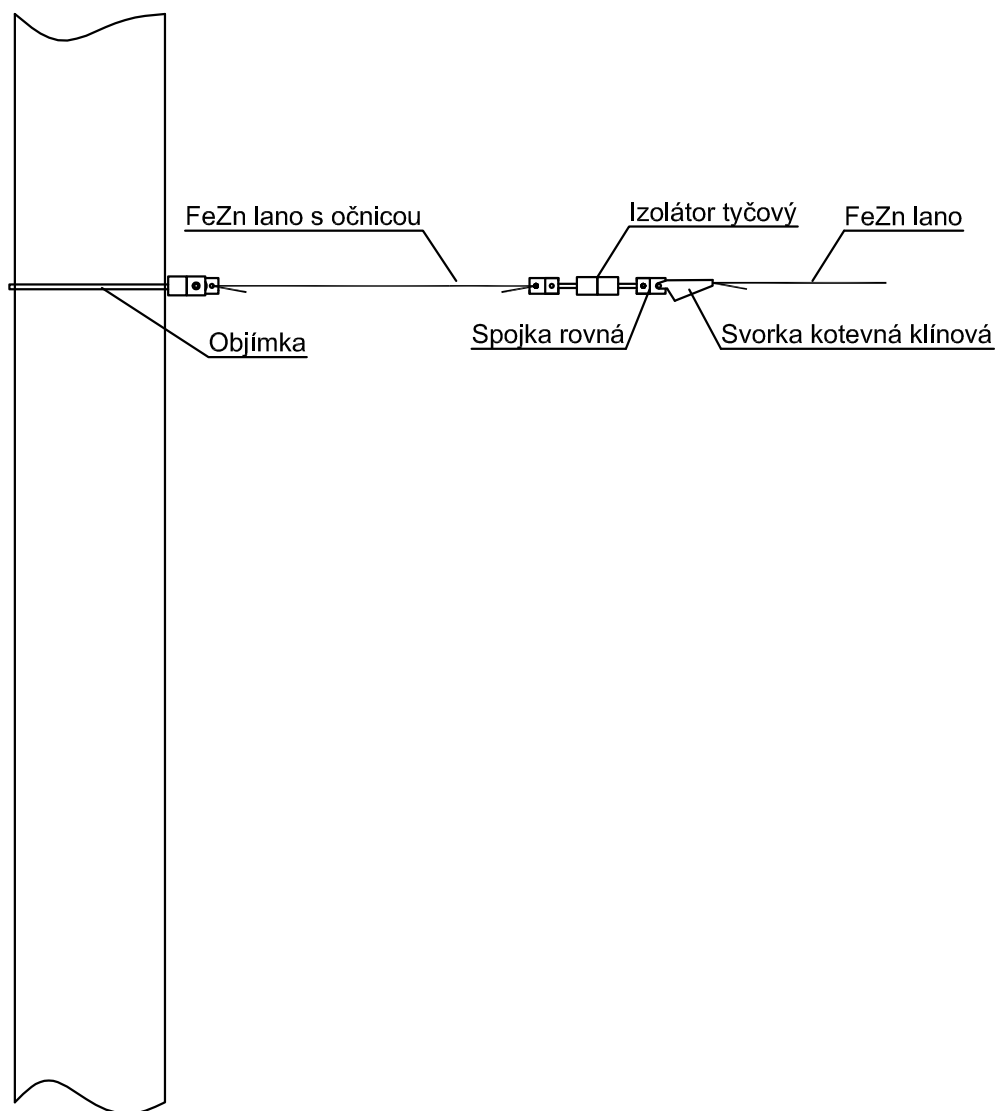 FeZn lano s očnicou
Izolátor tyčový
FeZn lano
Objímka
Spojka rovná
Svorka kotevná klínová